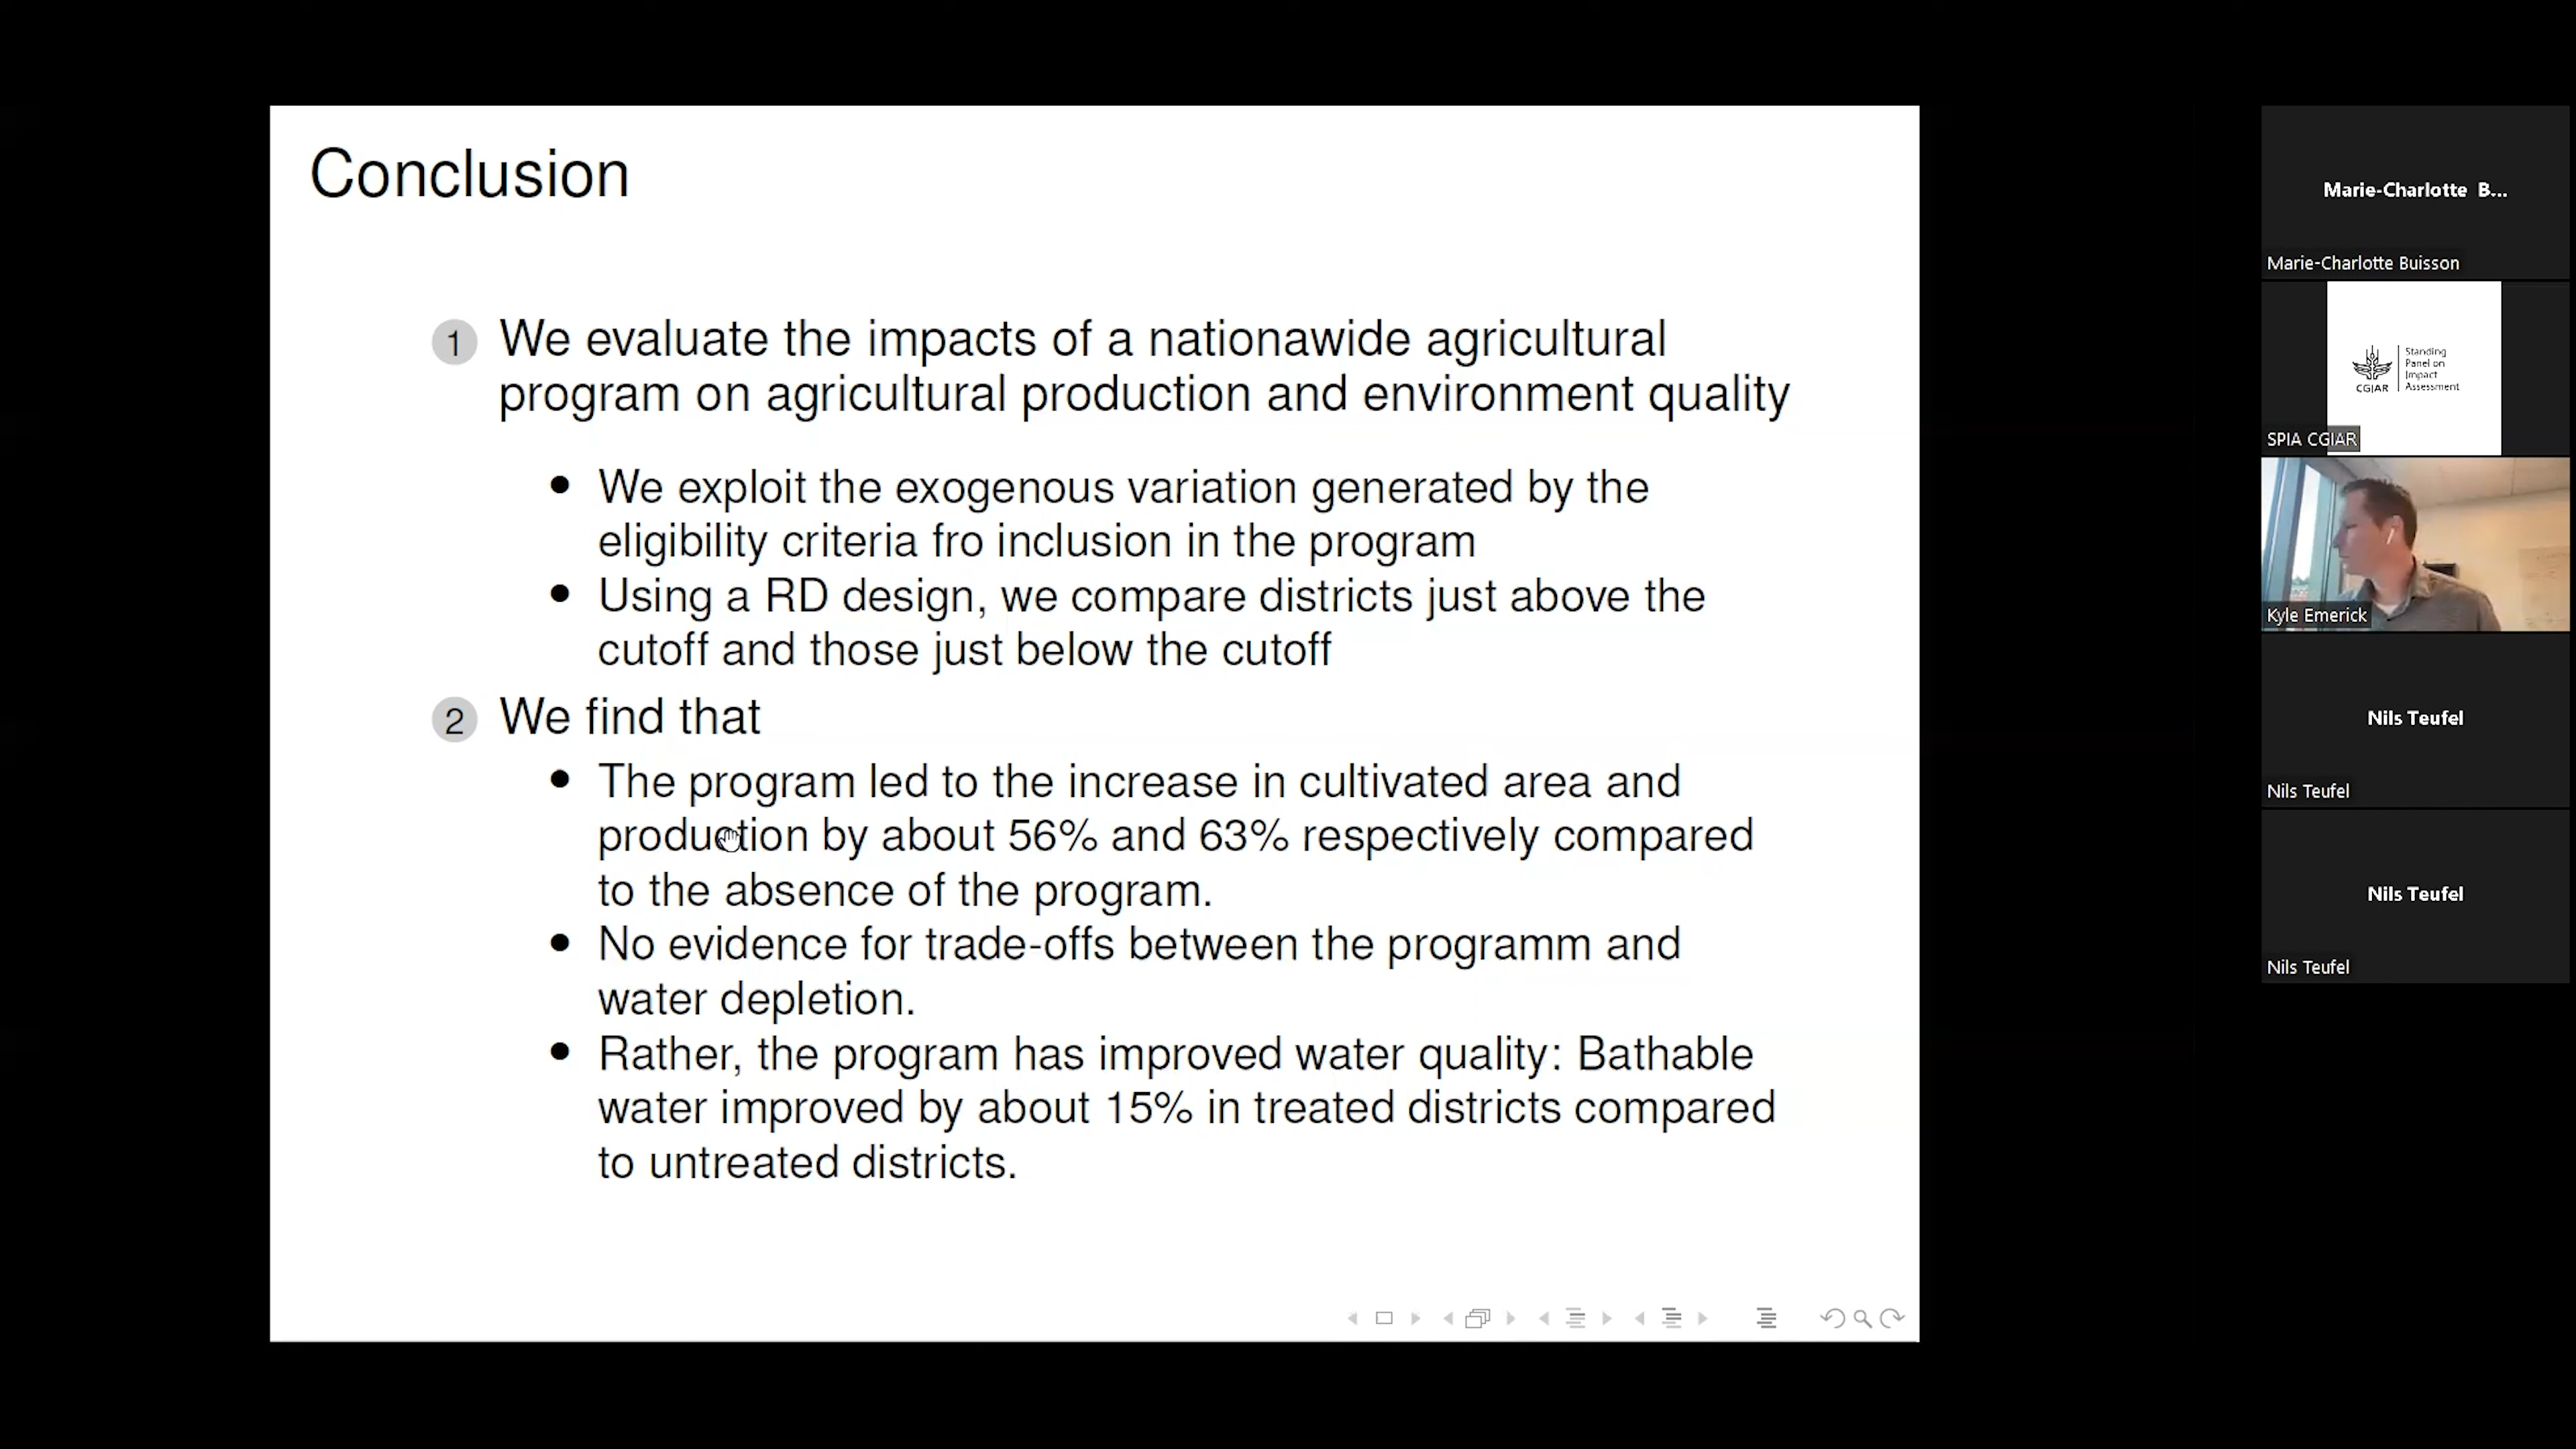 Conclusion
1 We evaluate the impacts of a nationawide agricultural
program on agricultural production and environment quality
• We exploit the exogenous variation generated by the
eligibility criteria fro inclusion in the program
• Using a RD design, we compare districts just above the
cutoff and those just below the cutoff
2 We find that
• The program led to the increase in cultivated area and
production by about 56% and 63% respectively compared
to the absence of the program.
• No evidence for trade-offs between the programm and
water depletion.
• Rather, the program has improved water quality: Bathable
water improved by about 15% in treated districts compared
to untreated districts.
Marie-Charlotte B...
Marie-Charlotte Buisson
CGIAR
Standing
Panel on
Impact
Assessment
SPIA CGIAR
Kyle Emerick
Nils Teufel
Nils Teufel
Nils Teufel
Nils Teufel